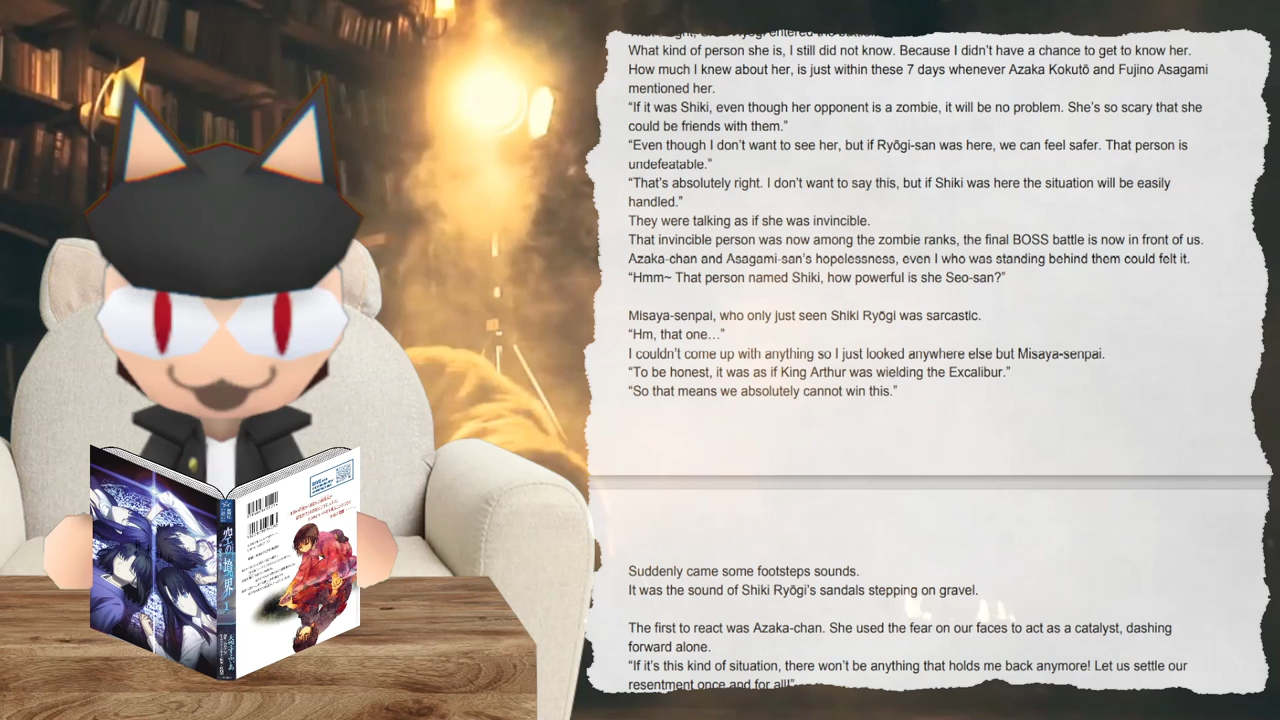 What kind of person she is, I still did not know. Because I didn’t have a chance to get to know her.
How much I knew about her, is just within these 7 days whenever Azaka Kokutō and Fujino Asagami
mentioned her.
“If it was Shiki, even though her opponent is a zombie, it will be no problem. She’s so scary that she
could be friends with them.”
“Even though I don’t want to see her, but if Ryōgi-san was here, we can feel safer. That person is
undefeatable.”
“That’s absolutely right. I don’t want to say this, but if Shiki was here the situation will be easily
handled.”
They were talking as if she was invincible.
That invincible person was now among the zombie ranks, the final BOSS battle is now in front of us.
Azaka-chan and Asagami-san’s hopelessness, even I who was standing behind them could felt it.
“Hmm~ That person named Shiki, how powerful is she Seo-san?”
Misaya-senpai, who only just seen Shiki Ryōgi was sarcastic.
“Hm, that one…”
I couldn’t come up with anything so I just looked anywhere else but Misaya-senpai.
“To be honest, it was as if King Arthur was wielding the Excalibur.”
“So that means we absolutely cannot win this.”
Suddenly came some footsteps sounds.
It was the sound of Shiki Ryōgi’s sandals stepping on gravel.
The first to react was Azaka-chan. She used the fear on our faces to act as a catalyst, dashing
forward alone.
“If it’s this kind of situation, there won’t be anything that holds me back anymore! Let us settle our
resentment once and for all!”
空の境界